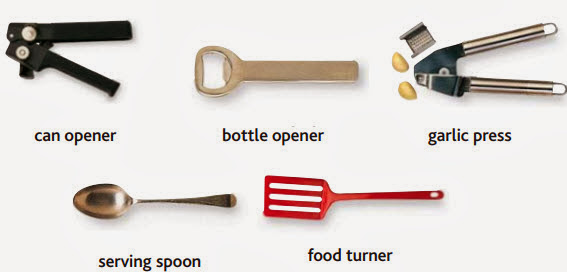 can opener
bottle opener
garlic press
serving spoon
food turner